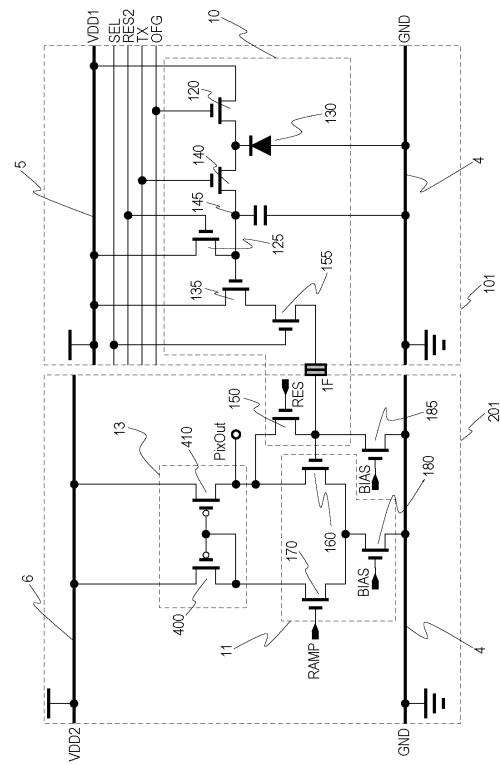 VDD1
SEL
RES2
TX
OFG
10
GND
5
120
130
140
145
125
135
155
4
101
1F
RES
150
PixOut
13
410
400
160
170
185
BIAS
180
BIAS
201
6
11
RAMP
4
VDD2
GND